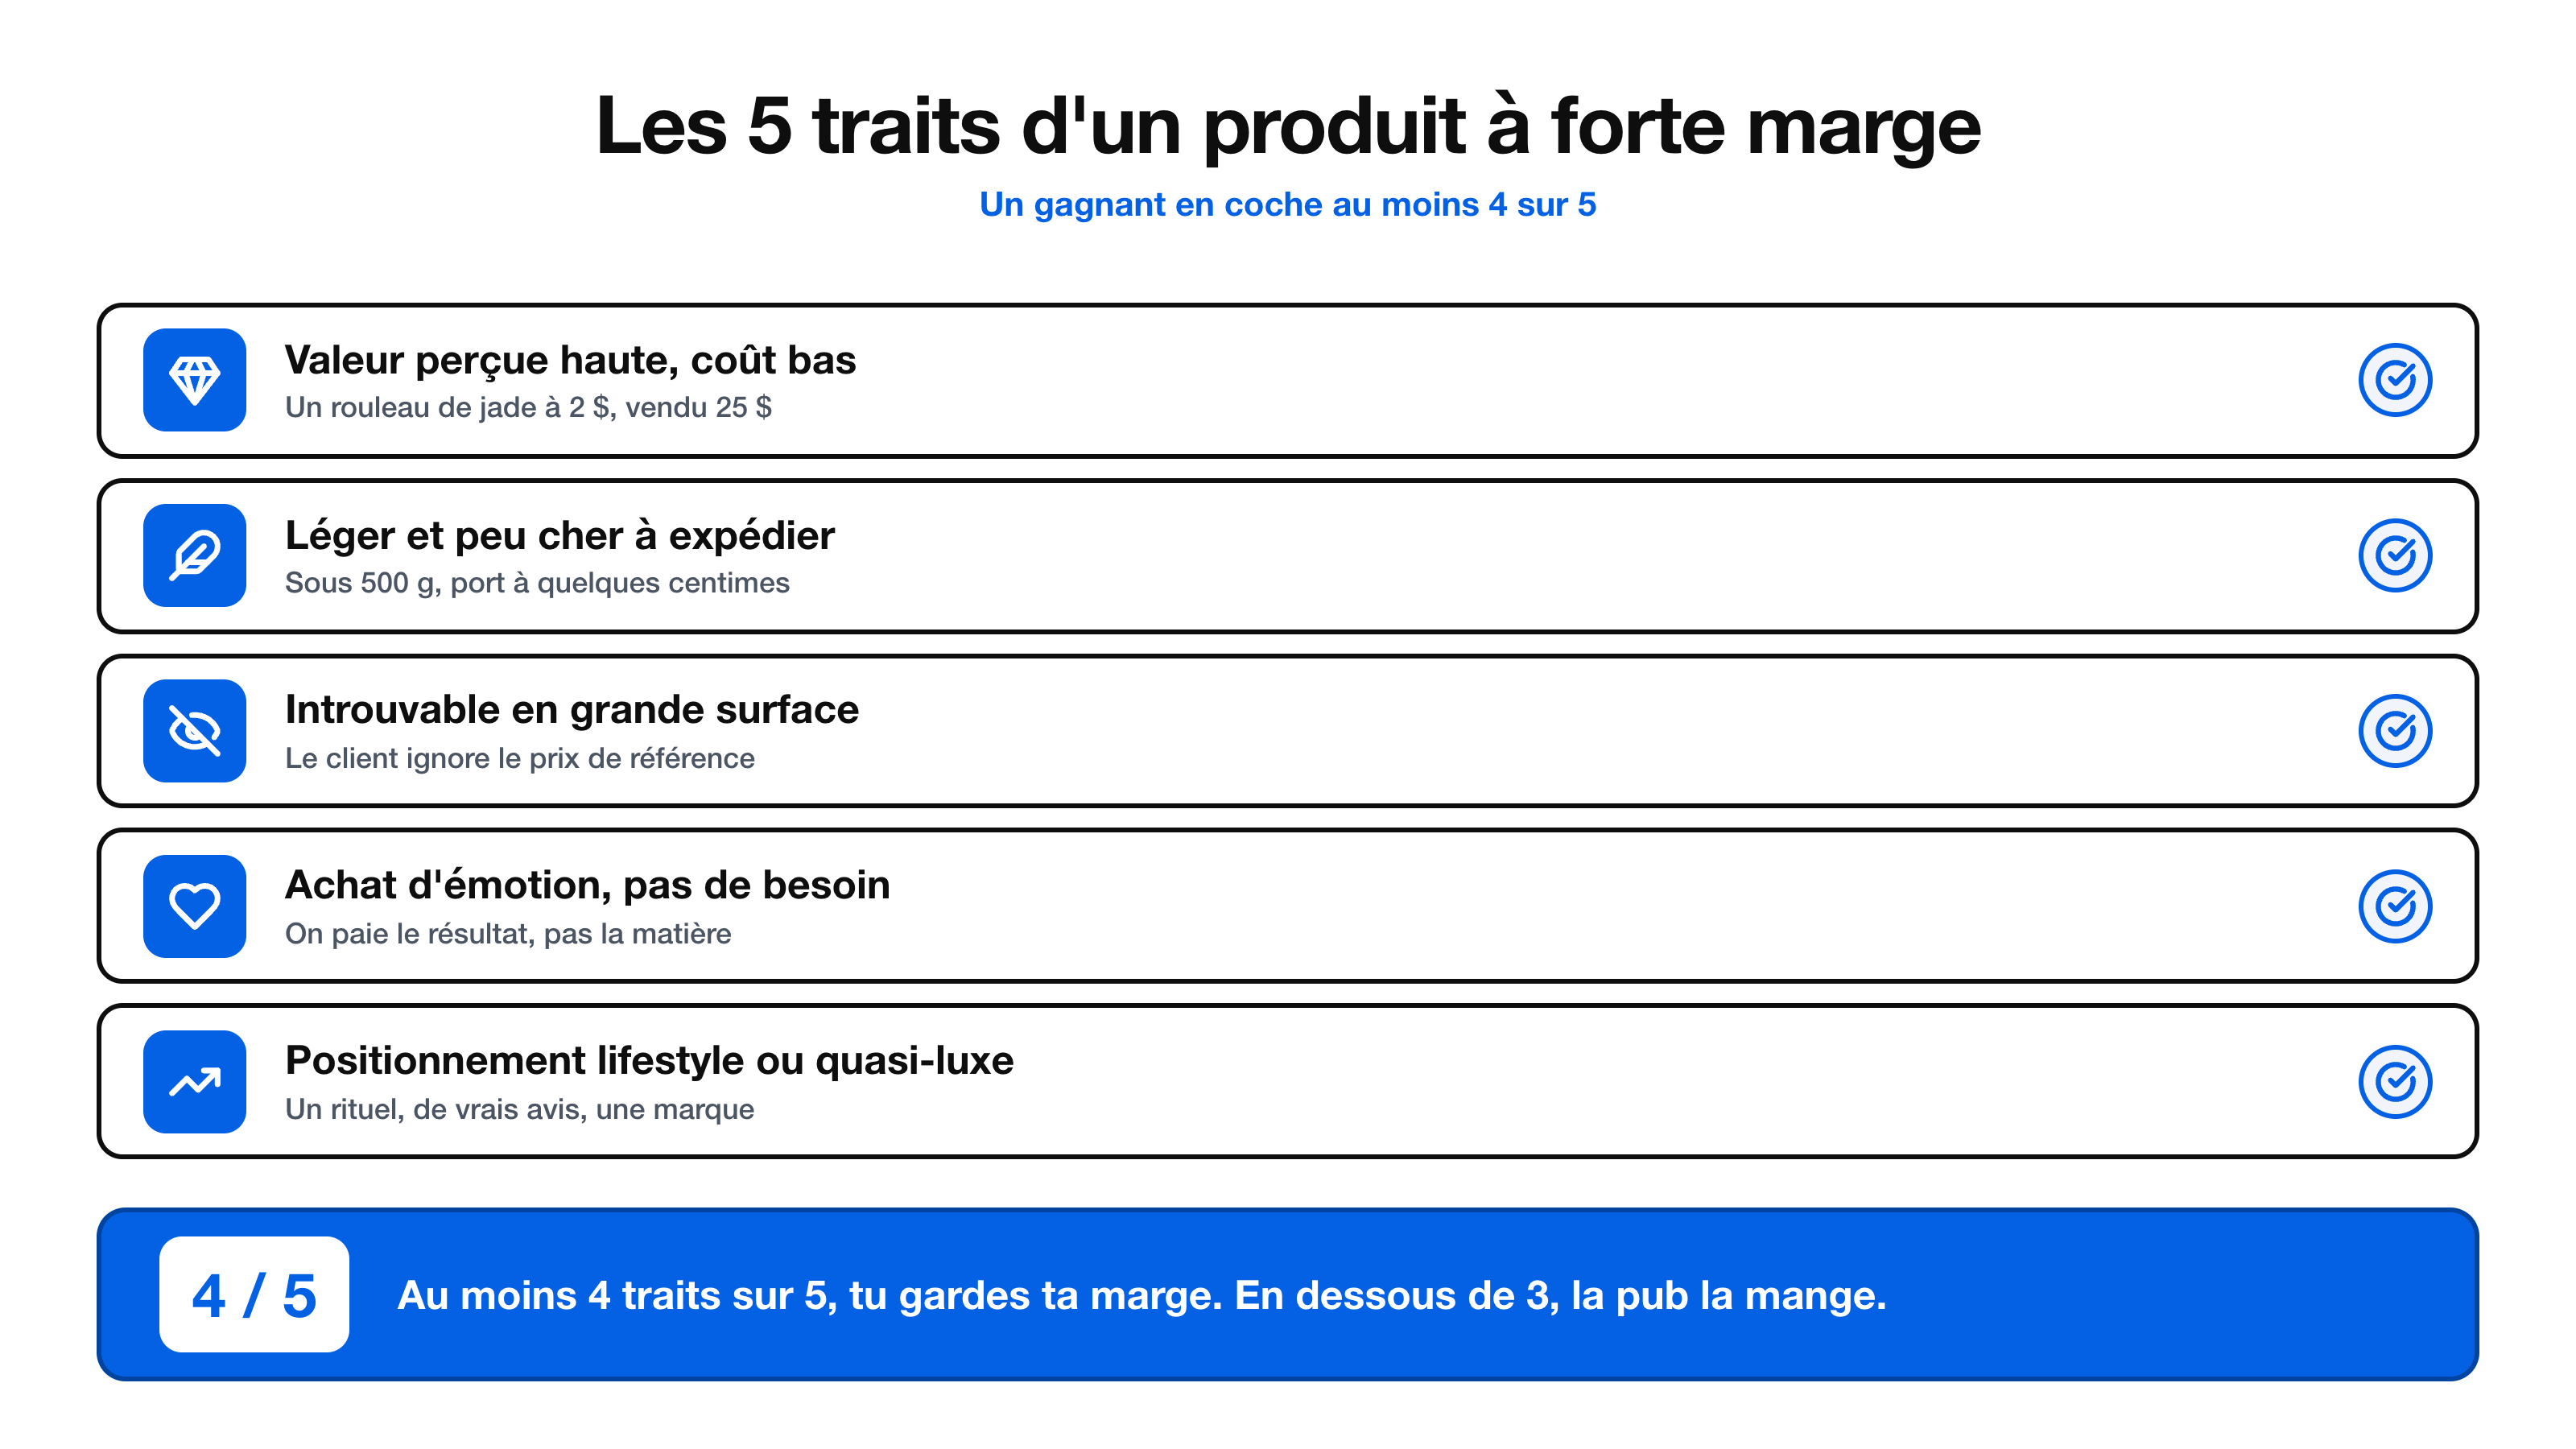 Les 5 traits d'un produit à forte marge
Un gagnant en coche au moins 4 sur 5
Valeur perçue haute, coût bas
Un rouleau de jade à 2 $, vendu 25 $
Léger et peu cher à expédier
Sous 500 g, port à quelques centimes
Introuvable en grande surface
Le client ignore le prix de référence
Achat d'émotion, pas de besoin
On paie le résultat, pas la matière
Positionnement lifestyle ou quasi-luxe
Un rituel, de vrais avis, une marque
4 / 5
Au moins 4 traits sur 5, tu gardes ta marge. En dessous de 3, la pub la mange.